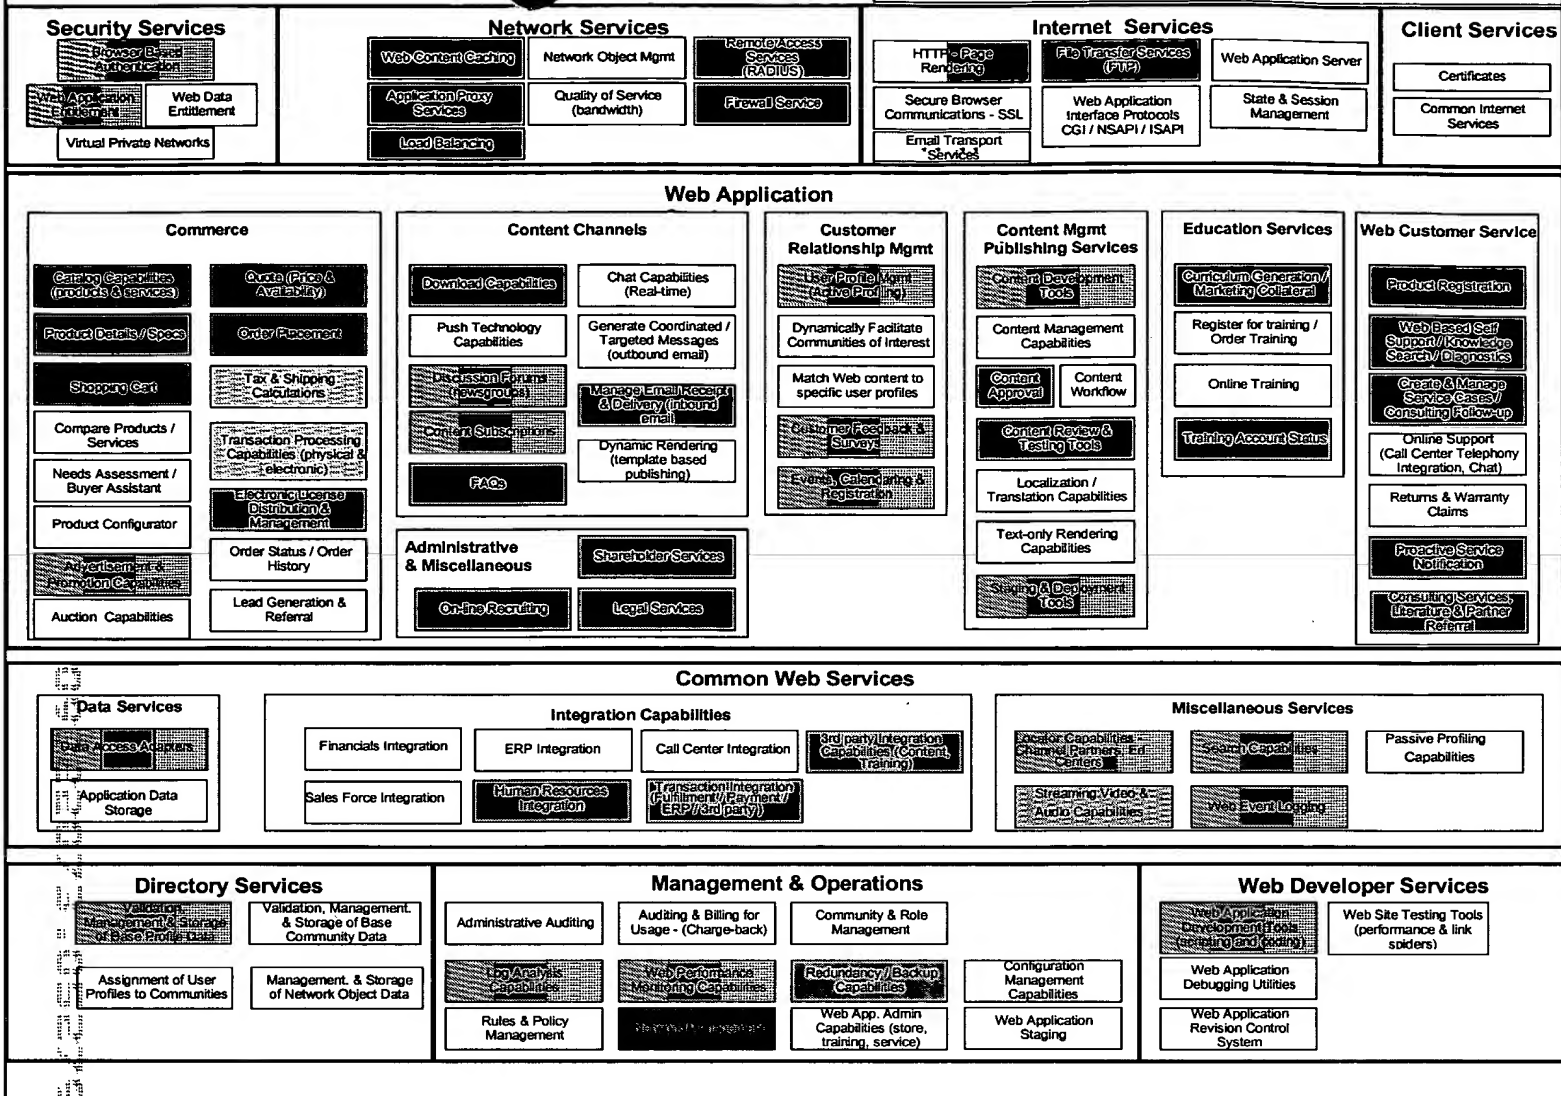 Security Services
Browser Based
Authentication
Web Application
Entitlement
Web Data
Entitlement
Virtual Private Networks
Network Services
Web Content Caching
Network Object Mgmt
Remote Access
Services
(RADIUS)
Application Proxy
Services
Quality of Service
(bandwidth)
Firewall Service
Load Balancing
Internet Services
HTTP - Page
Rendering
File Transfer Services
(FTP)
Web Application Server
Secure Browser
Communications - SSL
Web Application
Interface Protocols
CGI / NSAPI / ISAPI
State & Session
Management
Email Transport
Services
Client Services
Certificates
Common Internet
Services
Web Application
Commerce
Catalog Capabilities
(products & services)
Quote (Price &
Availability)
Product Details / Specs
Order Placement
Shopping Cart
Tax & Shipping
Calculations
Compare Products /
Services
Transaction Processing
Capabilities (physical &
electronic)
Needs Assessment /
Buyer Assistant
Electronic License
Distribution &
Management
Product Configurator
Order Status / Order
History
Advertisement &
Promotion Capabilities
Lead Generation &
Referral
Auction Capabilities
Content Channels
Download Capabilities
Chat Capabilities
(Real-time)
Push Technology
Capabilities
Generate Coordinated /
Targeted Messages
(outbound email)
Discussion Forums
(newsgroups)
Manage Email Receipt
& Delivery (inbound
email
Content Subscriptions
Dynamic Rendering
(template based
publishing)
FAQs
Administrative
& Miscellaneous
Shareholder Services
On-line Recruiting
Legal Services
Customer
Relationship Mgmt
User Profile Mgmt
(Active Profiling)
Dynamically Facilitate
Communities of Interest
Match Web content to
specific user profiles
Customer Feedback &
Surveys
Events, Calendaring &
Registration
Content Mgmt
Publishing Services
Content Development
Tools
Content Management
Capabilities
Content
Approval
Content
Workflow
Content Review &
Testing Tools
Localization /
Translation Capabilities
Text-only Rendering
Capabilities
Staging & Deployment
Tools
Education Services
Curriculum Generation /
Marketing Collateral
Register for training /
Order Training
Online Training
Training Account Status
Web Customer Service
Product Registration
Web Based Self
Support / Knowledge
Search / Diagnostics
Create & Manage
Service Cases/
Consulting Follow-up
Online Support
(Call Center Telephony
Integration, Chat)
Returns & Warranty
Claims
Proactive Service
Notification
Consulting Services,
Literature & Partner
Referral
Common Web Services
Data Services
Data Access Adapters
Application Data
Storage
Integration Capabilities
Financials Integration
ERP Integration
Call Center Integration
3rd party Integration
Capabilities (Content,
Training)
Sales Force Integration
Human Resources
Integration
Transaction Integration
(Fulfillment / Payment /
ERP // 3rd party)
Miscellaneous Services
Locator Capabilities -
Channel Partners, Ed
Centers
Search Capabilities
Passive Profiling
Capabilities
Streaming Video &
Audio Capabilities
Web Event Logging
Directory Services
Validation,
Management & Storage
of Base Profile Data
Validation, Management.
& Storage of Base
Community Data
Assignment of User
Profiles to Communities
Management. & Storage
of Network Object Data
Management & Operations
Administrative Auditing
Auditing & Billing for
Usage - (Charge-back)
Community & Role
Management
Log Analysis
Capabilities
Web Performance
Monitoring Capabilities
Redundancy / Backup
Capabilities
Configuration
Management
Capabilities
Rules & Policy
Management
Web App. Admin
Capabilities (store,
training, service)
Web Application
Staging
Web Developer Services
Web Application
Development Tools
(scripting and coding)
Web Site Testing Tools
(performance & link
spiders)
Web Application
Debugging Utilities
Web Application
Revision Control
System